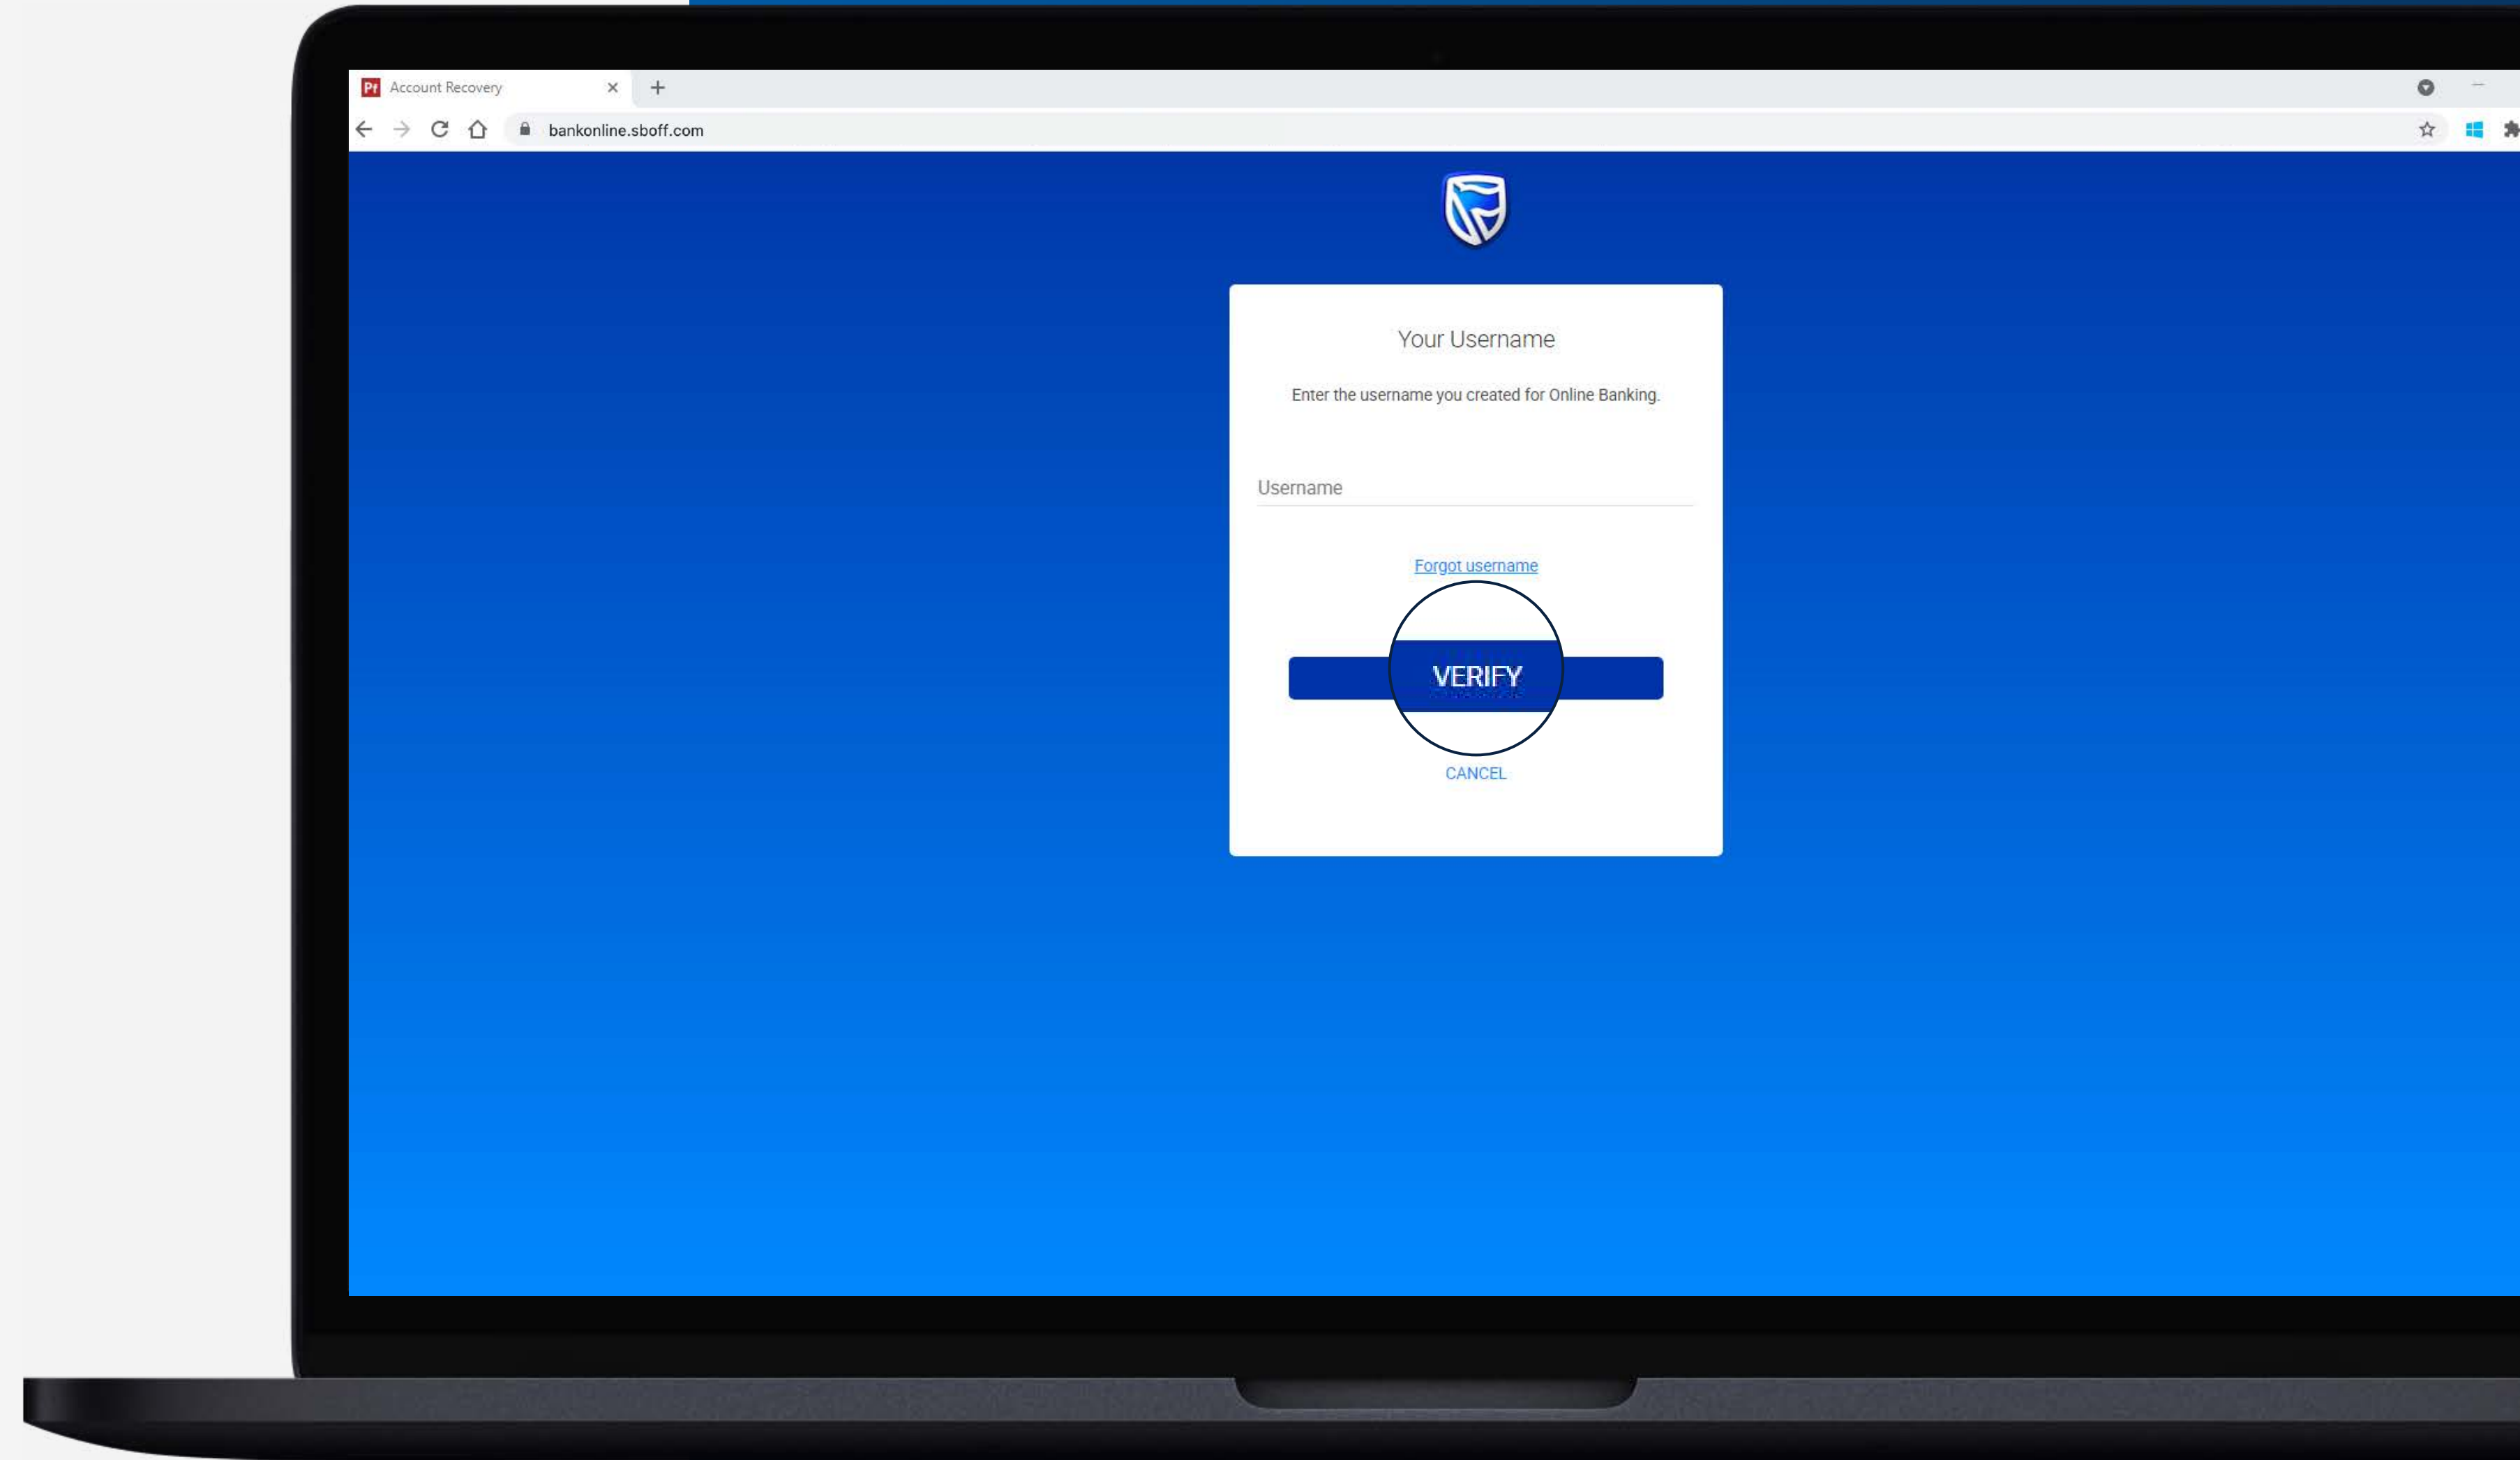 Pf Account Recovery
bankonline.sboff.com
Your Username
Enter the username you created for Online Banking.
Username
Forgot username
VERIFY
CANCEL